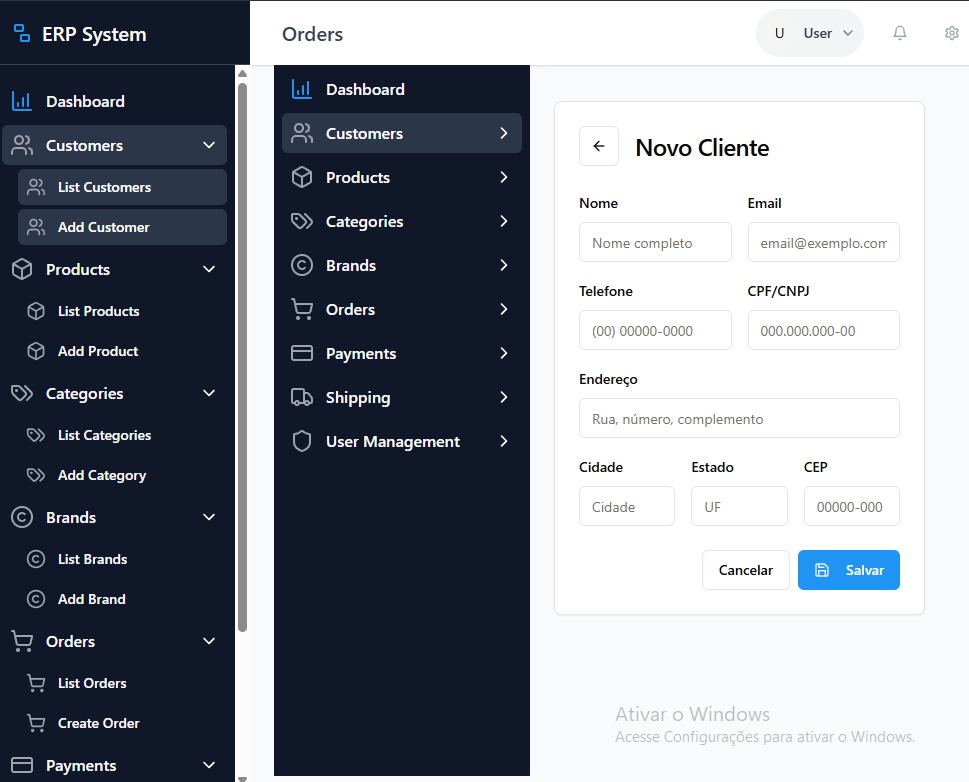 ERP System
Dashboard
Customers
List Customers
Add Customer
Products
List Products
Add Product
Categories
List Categories
Add Category
Brands
List Brands
Add Brand
Orders
List Orders
Create Order
Payments
Orders
U User
Dashboard
Customers
Products
Categories
Brands
Orders
Payments
Shipping
User Management
Novo Cliente
Nome Email
Nome completo email@exemplo.com
Telefone CPF/CNPJ
(00) 00000-0000 000.000.000-00
Endereço
Rua, número, complemento
Cidade Estado CEP
Cidade UF 00000-000
Cancelar Salvar
Ativar o Windows
Acesse Configurações para ativar o Windows.